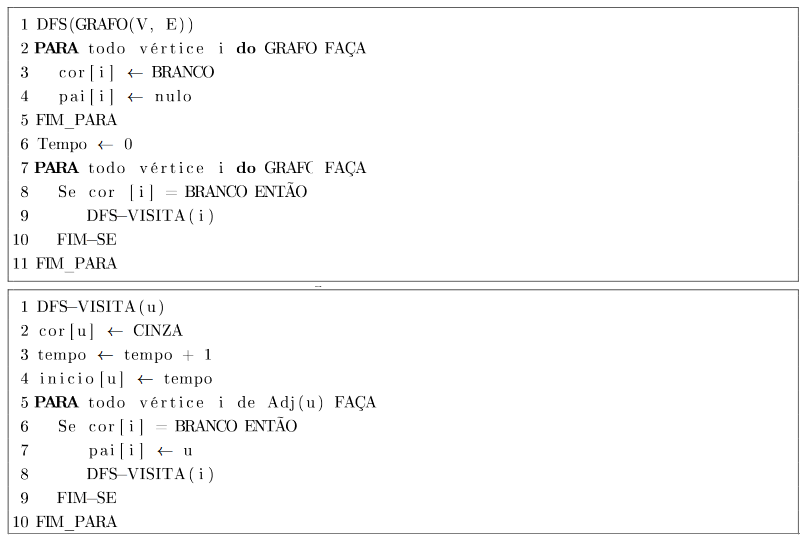 1 DFS(GRAFO(V, E))
2 PARA todo vértice i do GRAFO FAÇA
3 cor[i] ← BRANCO
4 pai[i] ← nulo
5 FIM_PARA
6 Tempo ← 0
7 PARA todo vértice i do GRAFO FAÇA
8 Se cor [i] = BRANCO ENTÃO
9 DFS–VISITA(i)
10 FIM–SE
11 FIM_PARA
1 DFS–VISITA(u)
2 cor[u] ← CINZA
3 tempo ← tempo + 1
4 inicio[u] ← tempo
5 PARA todo vértice i de Adj(u) FAÇA
6 Se cor[i] = BRANCO ENTÃO
7 pai[i] ← u
8 DFS–VISITA(i)
9 FIM–SE
10 FIM_PARA